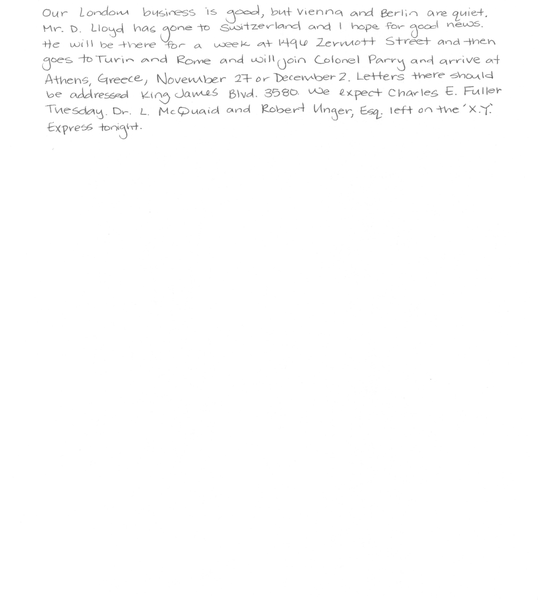 Our London business is good, but Vienna and Berlin are quiet.
Mr. D. Lloyd has gone to Switzerland and I hope for good news.
He will be there for a week at 1496 Zermott Street and then
goes to Turin and Rome and will join Colonel Parry and arrive at
Athens, Greece, November 27 or December 2. Letters there should
be addressed King James Blvd. 3580. We expect Charles E. Fuller
Tuesday. Dr. L. McQuaid and Robert Unger, Esq. left on the 'X.Y.'
Express tonight.